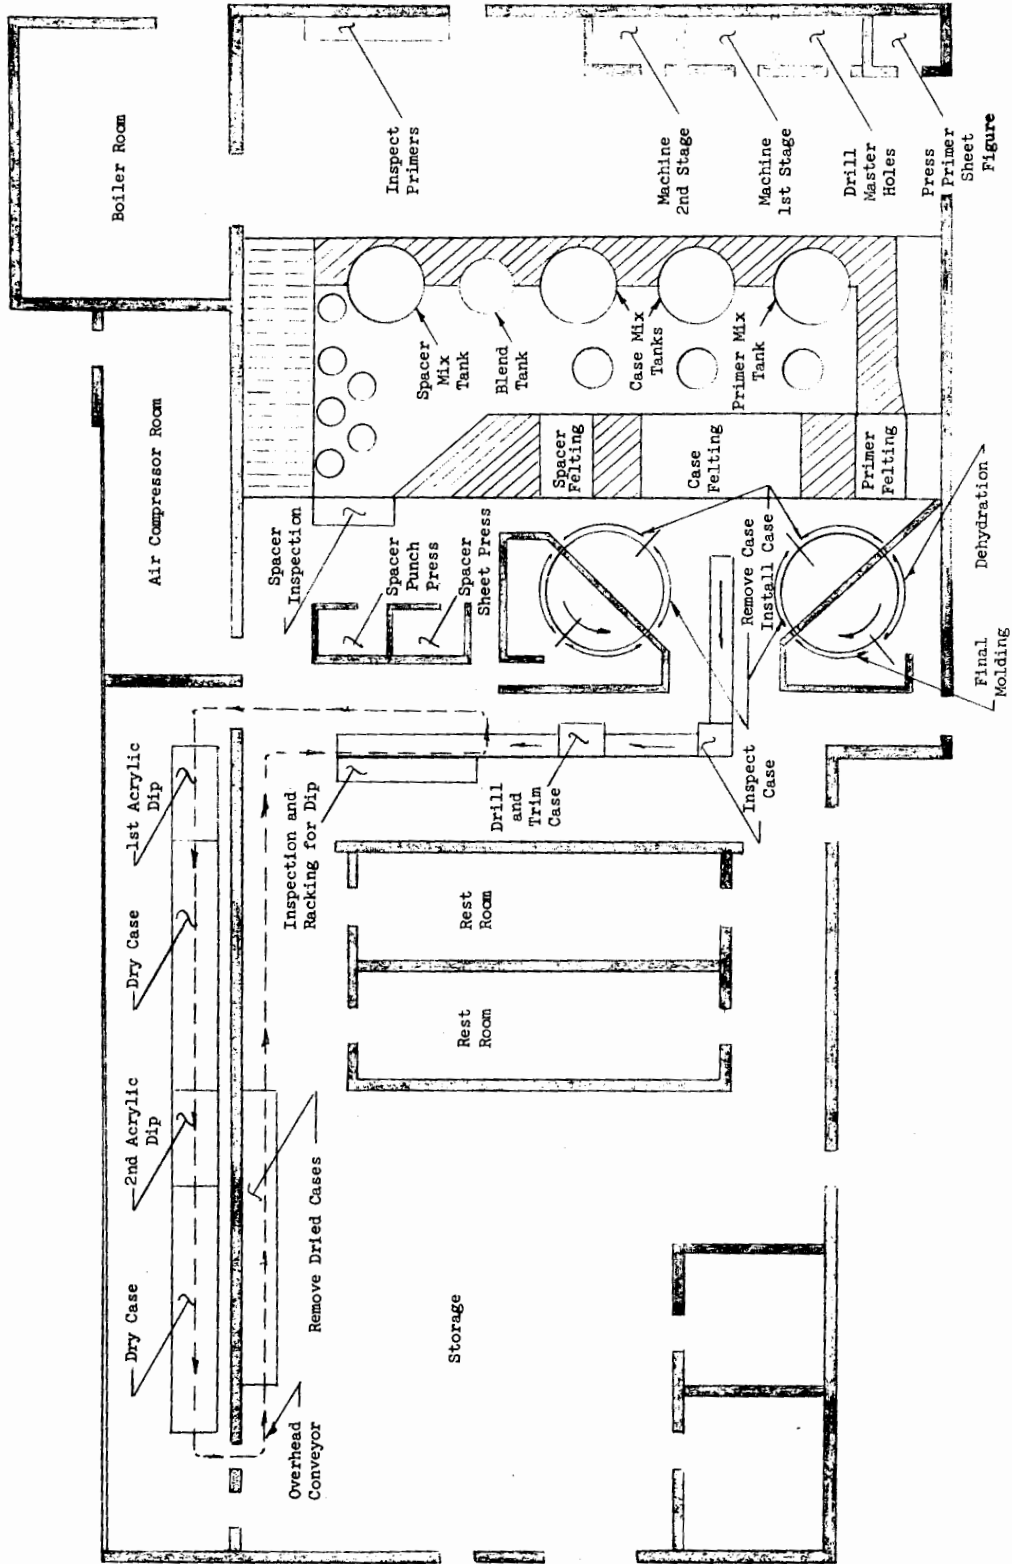 Dry Case
2nd Acrylic
Dip
Dry Case
1st Acrylic
Dip
Air Compressor Room
Boiler Room
Overhead
Conveyor
Remove Dried Cases
Inspection and
Racking for Dip
Spacer
Inspection
Spacer
Punch
Press
Spacer
Sheet Press
Inspect
Primers
Spacer
Mix
Tank
Blend
Tank
Case Mix
Tanks
Primer Mix
Tank
Storage
Rest
Room
Rest
Room
Drill
and
Trim
Case
Spacer
Felting
Case
Felting
Primer
Felting
Machine
2nd Stage
Machine
1st Stage
Drill
Master
Holes
Press
Primer
Sheet
Figure
Inspect
Case
Remove Case
Install Case
Final
Molding
Dehydration